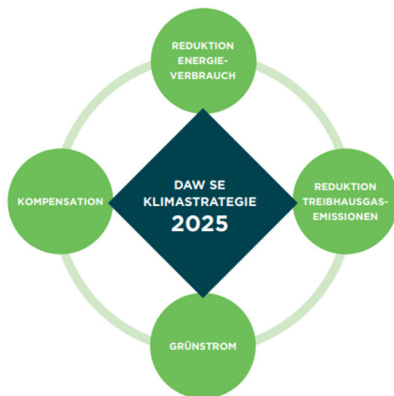 REDUKTION
ENERGIE-
VERBRAUCH
KOMPENSATION
DAW SE
KLIMASTRATEGIE
2025
REDUKTION
TREIBHAUSGAS-
EMISSIONEN
GRÜNSTROM